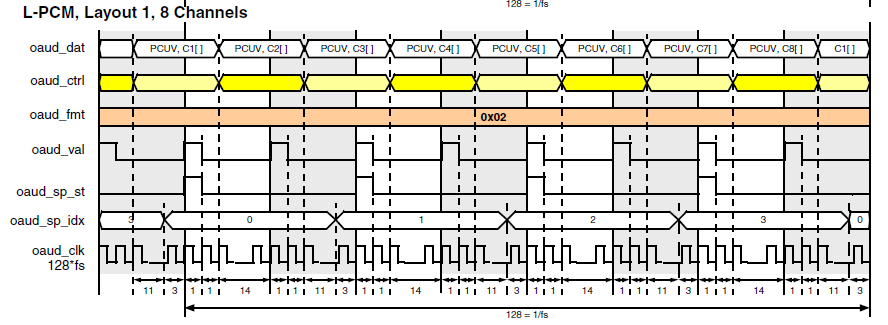 128 = 1/fs
L-PCM, Layout 1, 8 Channels
oaud_dat PCUV, C1[ ] PCUV, C2[ ] PCUV, C3[ ] PCUV, C4[ ] PCUV, C5[ ] PCUV, C6[ ] PCUV, C7[ ] PCUV, C8[ ] C1[ ]
oaud_ctrl
oaud_fmt 0x02
oaud_val
oaud_sp_st
oaud_sp_idx 3 0 1 2 3 0
oaud_clk
128*fs
11 3 1 1 14 1 1 11 3 1 1 14 1 1 11 3 1 1 14 1 1 11 3 1 1 14 1 1 11 3
128 = 1/fs